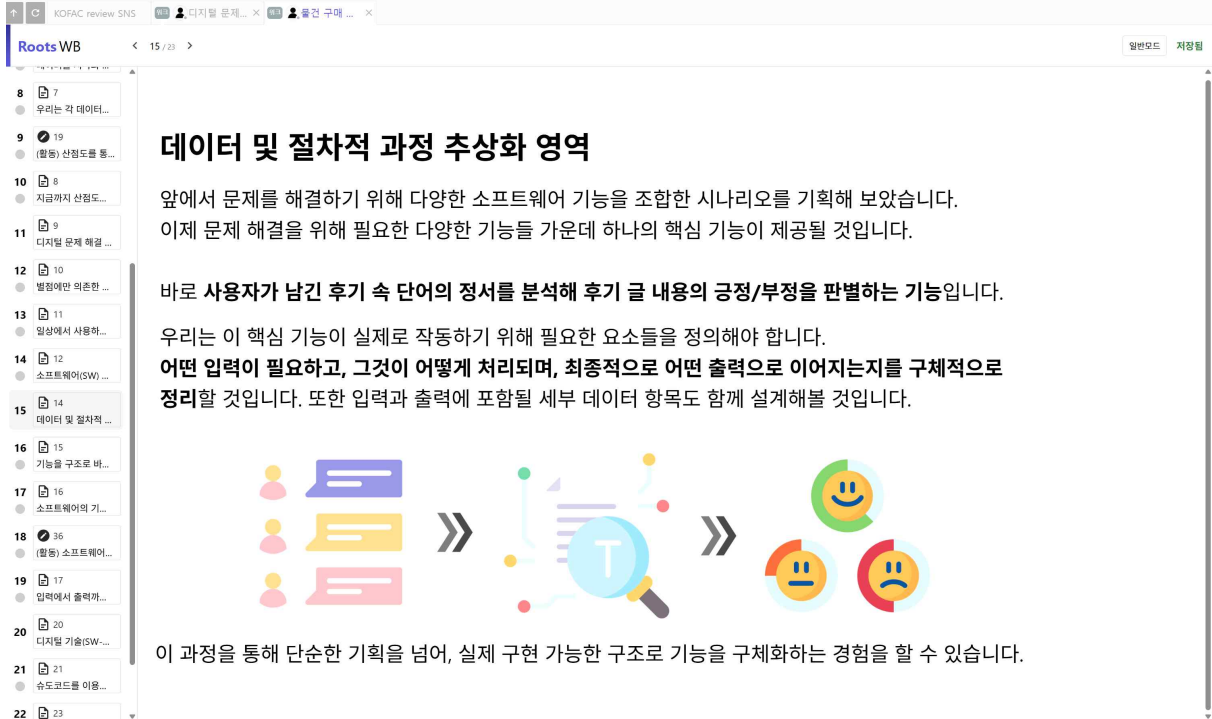 KOFAC review SNS
워크 디지털 문제...
워크 물건 구매 ...
Roots WB
15 / 23
일반모드
저장됨
8 7
우리는 각 데이터...
9 19
(활동) 산점도를 통...
10 8
지금까지 산점도...
11 9
디지털 문제 해결 ...
12 10
별점에만 의존한 ...
13 11
일상에서 사용하...
14 12
소프트웨어(SW) ...
15 14
데이터 및 절차적 ...
16 15
기능을 구조로 바...
17 16
소프트웨어의 기...
18 36
(활동) 소프트웨어...
19 17
입력에서 출력까...
20 20
디지털 기술(SW-...
21 21
슈도코드를 이용...
22 23
데이터 및 절차적 과정 추상화 영역
앞에서 문제를 해결하기 위해 다양한 소프트웨어 기능을 조합한 시나리오를 기획해 보았습니다.
이제 문제 해결을 위해 필요한 다양한 기능들 가운데 하나의 핵심 기능이 제공될 것입니다.
바로 사용자가 남긴 후기 속 단어의 정서를 분석해 후기 글 내용의 긍정/부정을 판별하는 기능입니다.
우리는 이 핵심 기능이 실제로 작동하기 위해 필요한 요소들을 정의해야 합니다.
어떤 입력이 필요하고, 그것이 어떻게 처리되며, 최종적으로 어떤 출력으로 이어지는지를 구체적으로
정리할 것입니다. 또한 입력과 출력에 포함될 세부 데이터 항목도 함께 설계해볼 것입니다.
T
이 과정을 통해 단순한 기획을 넘어, 실제 구현 가능한 구조로 기능을 구체화하는 경험을 할 수 있습니다.